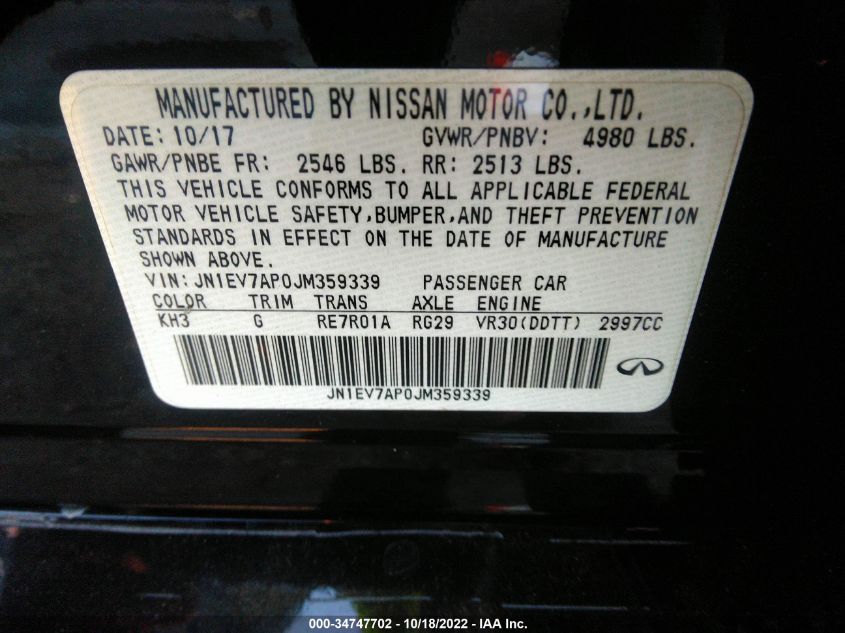 MANUFACTURED BY NISSAN MOTOR CO.,LTD.
DATE: 10/17 GVWR/PNBV: 4980 LBS.
GAWR/PNBE FR: 2546 LBS. RR: 2513 LBS.
THIS VEHICLE CONFORMS TO ALL APPLICABLE FEDERAL
MOTOR VEHICLE SAFETY,BUMPER,AND THEFT PREVENTION
STANDARDS IN EFFECT ON THE DATE OF MANUFACTURE
SHOWN ABOVE.
VIN: JN1EV7AP0JM359339 PASSENGER CAR
COLOR TRIM TRANS AXLE ENGINE
KH3 G RE7R01A RG29 VR30(DDTT) 2997CC
JN1EV7AP0JM359339
000-34747702 - 10/18/2022 - IAA Inc.